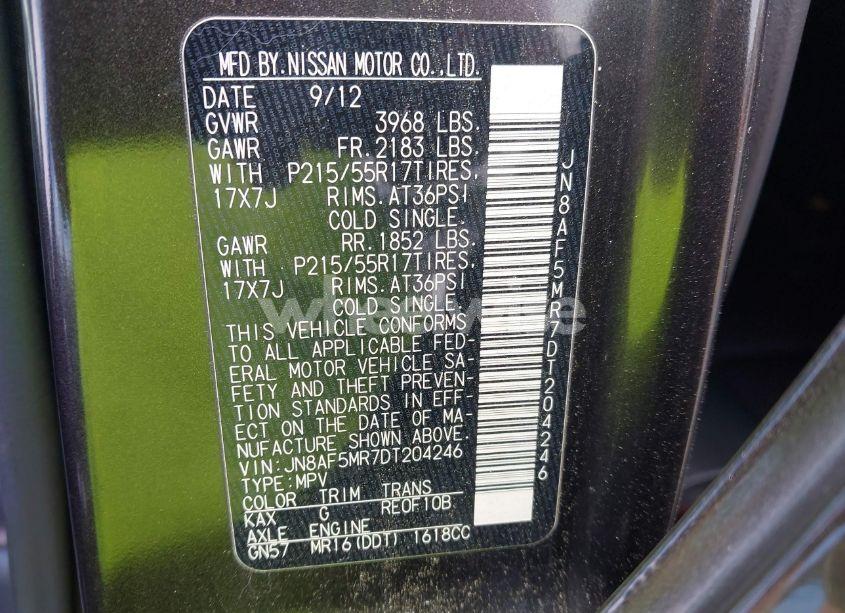 MFD BY.NISSAN MOTOR CO.,LTD.
DATE 9/12
GVWR 3968 LBS.
GAWR FR.2183 LBS.
WITH P215/55R17TIRES.
17X7J RIMS.AT36PSI
COLD SINGLE.
GAWR RR.1852 LBS.
WITH P215/55R17TIRES.
17X7J RIMS.AT36PSI
COLD SINGLE.
THIS VEHICLE CONFORMS
TO ALL APPLICABLE FED-
ERAL MOTOR VEHICLE SA-
FETY AND THEFT PREVEN-
TION STANDARDS IN EFF-
ECT ON THE DATE OF MA-
NUFACTURE SHOWN ABOVE.
VIN:JN8AF5MR7DT204246
TYPE:MPV
COLOR TRIM TRANS
KAX G REOF10B
AXLE ENGINE
GN57 MR16(DDT) 1618CC
JN8AF5MR7DT204246